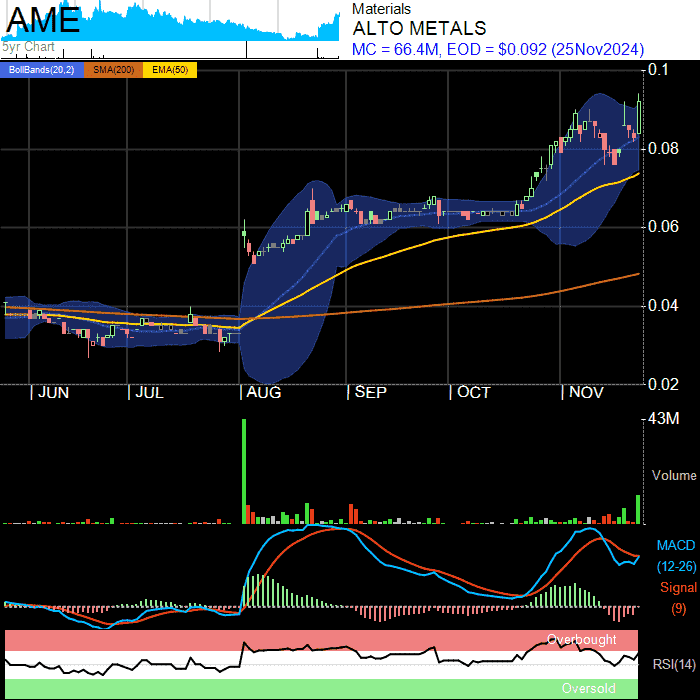 AME
5yr Chart
Materials
ALTO METALS
MC = 66.4M, EOD = $0.092 (25Nov2024)
BollBands(20,2) SMA(200) EMA(50)
0.1
0.08
0.06
0.04
0.02
JUN JUL AUG SEP OCT NOV
43M
Volume
MACD
(12-26)
Signal
(9)
Overbought
RSI(14)
Oversold